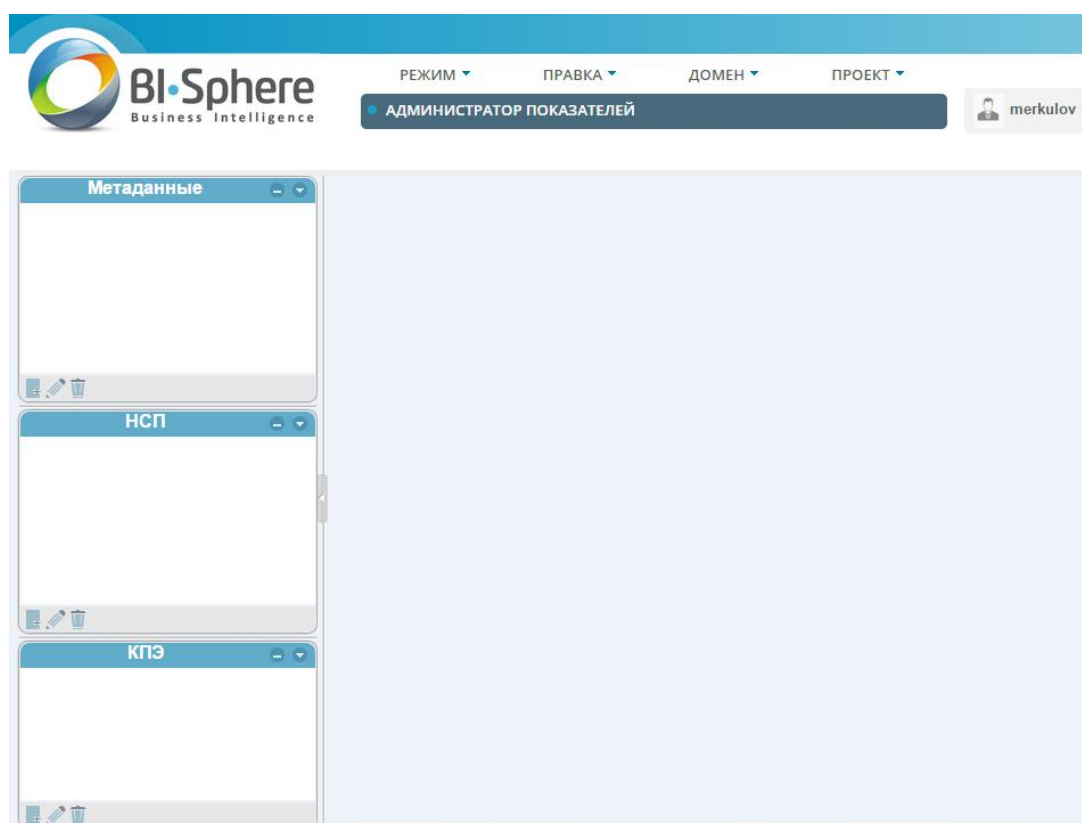 BI•Sphere
Business Intelligence
РЕЖИМ ПРАВКА ДОМЕН ПРОЕКТ
АДМИНИСТРАТОР ПОКАЗАТЕЛЕЙ
merkulov
Метаданные
НСП
КПЭ